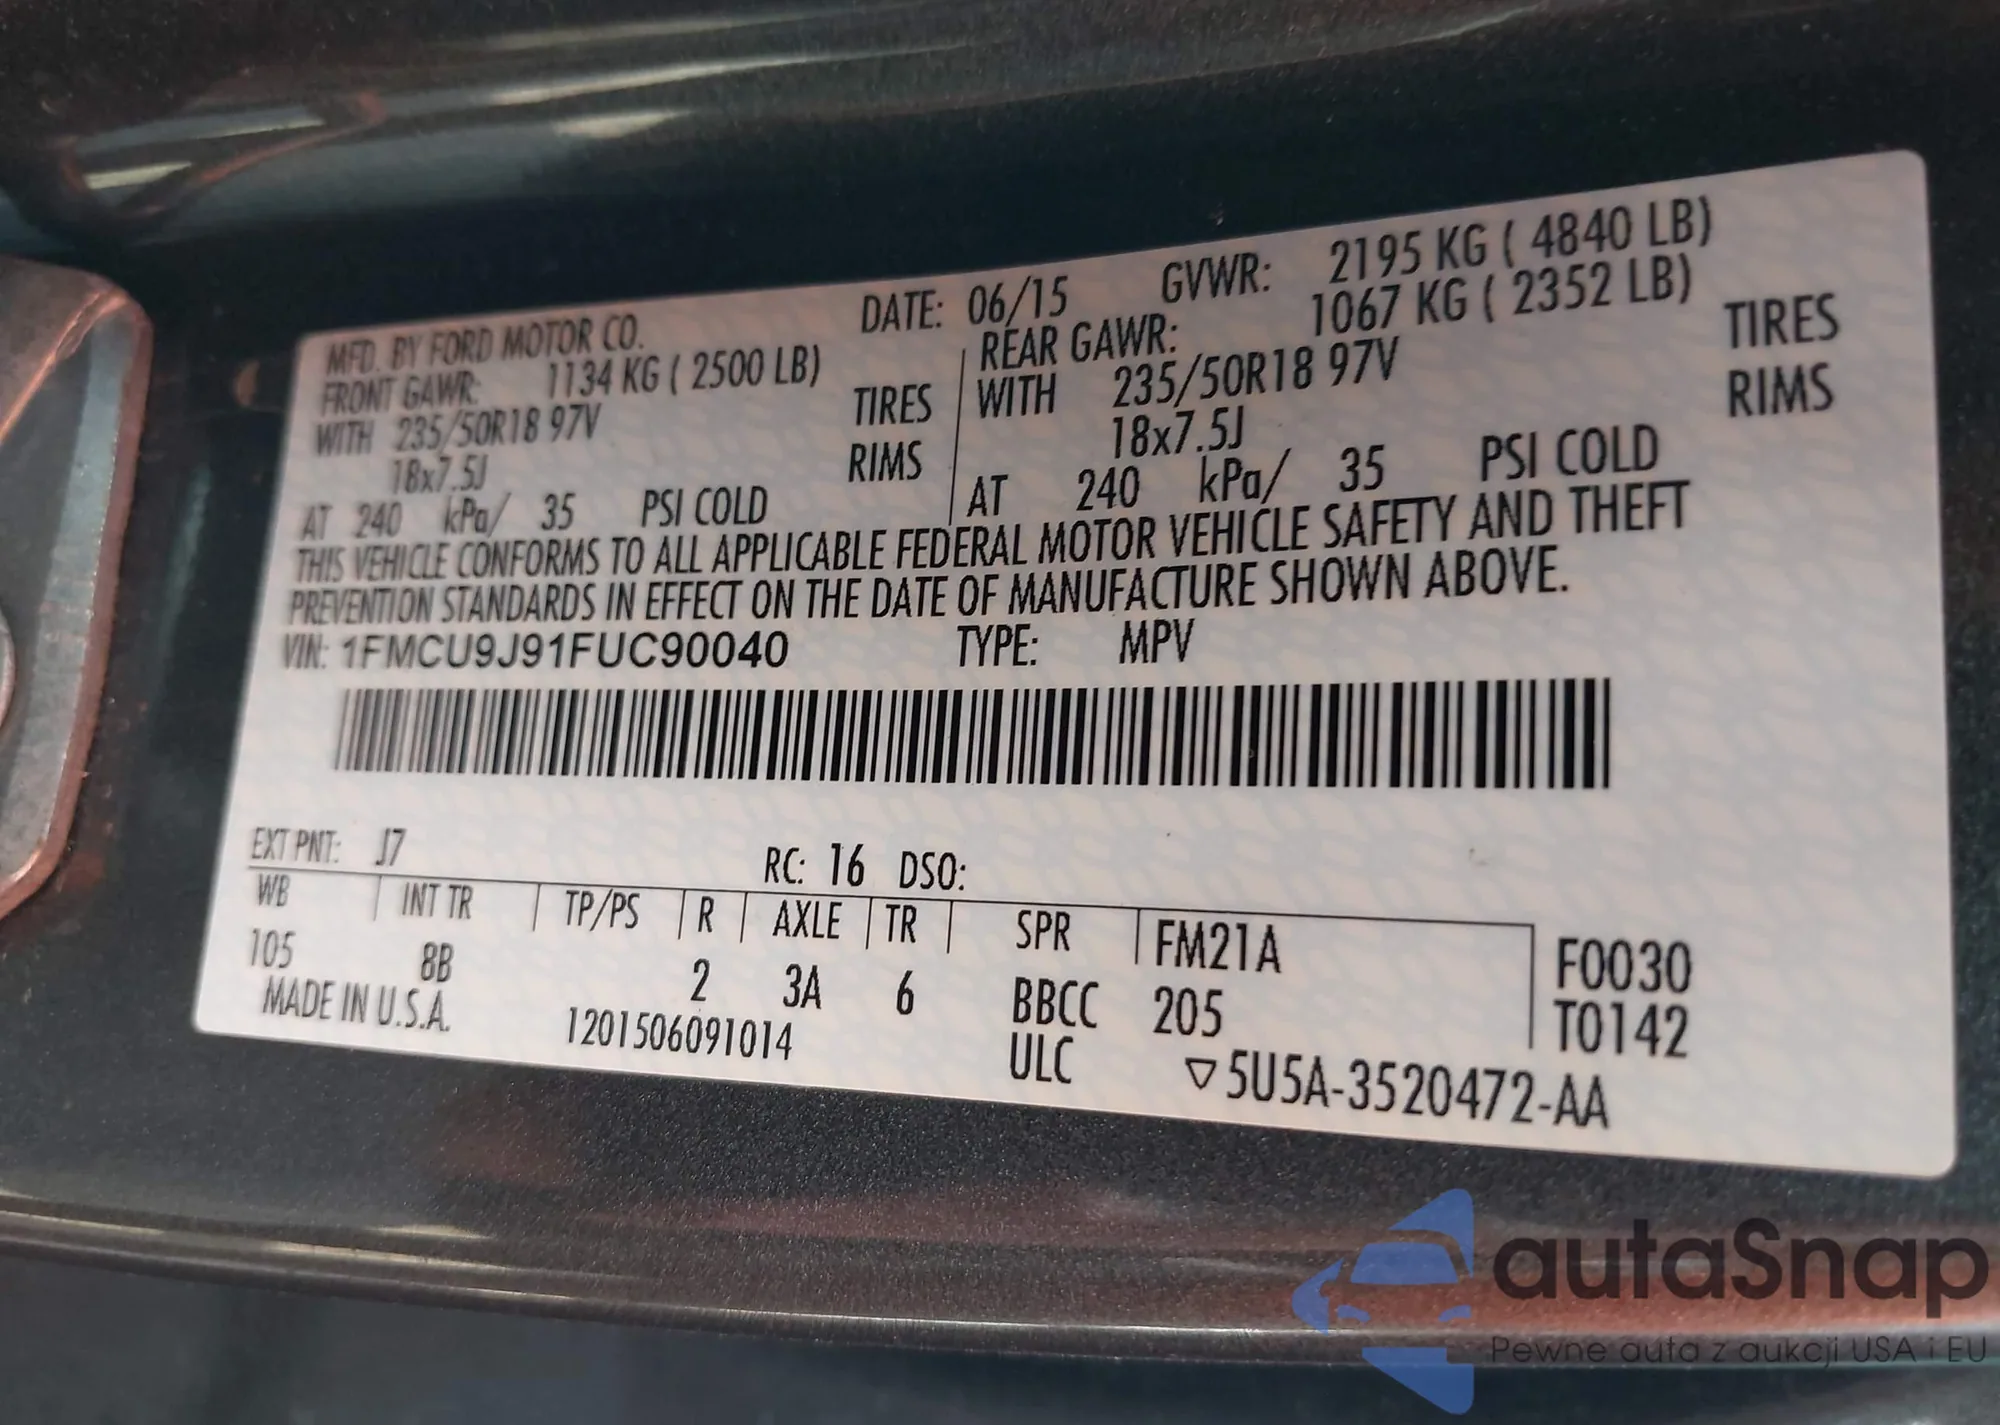 MFD. BY FORD MOTOR CO. DATE: 06/15 GVWR: 2195 KG ( 4840 LB)
FRONT GAWR: 1134 KG ( 2500 LB) REAR GAWR: 1067 KG ( 2352 LB)
WITH 235/50R18 97V TIRES WITH 235/50R18 97V TIRES
18x7.5J RIMS 18x7.5J RIMS
AT 240 kPa/ 35 PSI COLD AT 240 kPa/ 35 PSI COLD
THIS VEHICLE CONFORMS TO ALL APPLICABLE FEDERAL MOTOR VEHICLE SAFETY AND THEFT
PREVENTION STANDARDS IN EFFECT ON THE DATE OF MANUFACTURE SHOWN ABOVE.
VIN: 1FMCU9J91FUC90040 TYPE: MPV
EXT PNT: J7 RC: 16 DSO:
WB INT TR TP/PS R AXLE TR SPR FM21A F0030
105 8B 2 3A 6 BBCC 205 T0142
MADE IN U.S.A. 1201506091014 ULC ▽5U5A-3520472-AA
autaSnap
Pewne auta z aukcji USA i EU